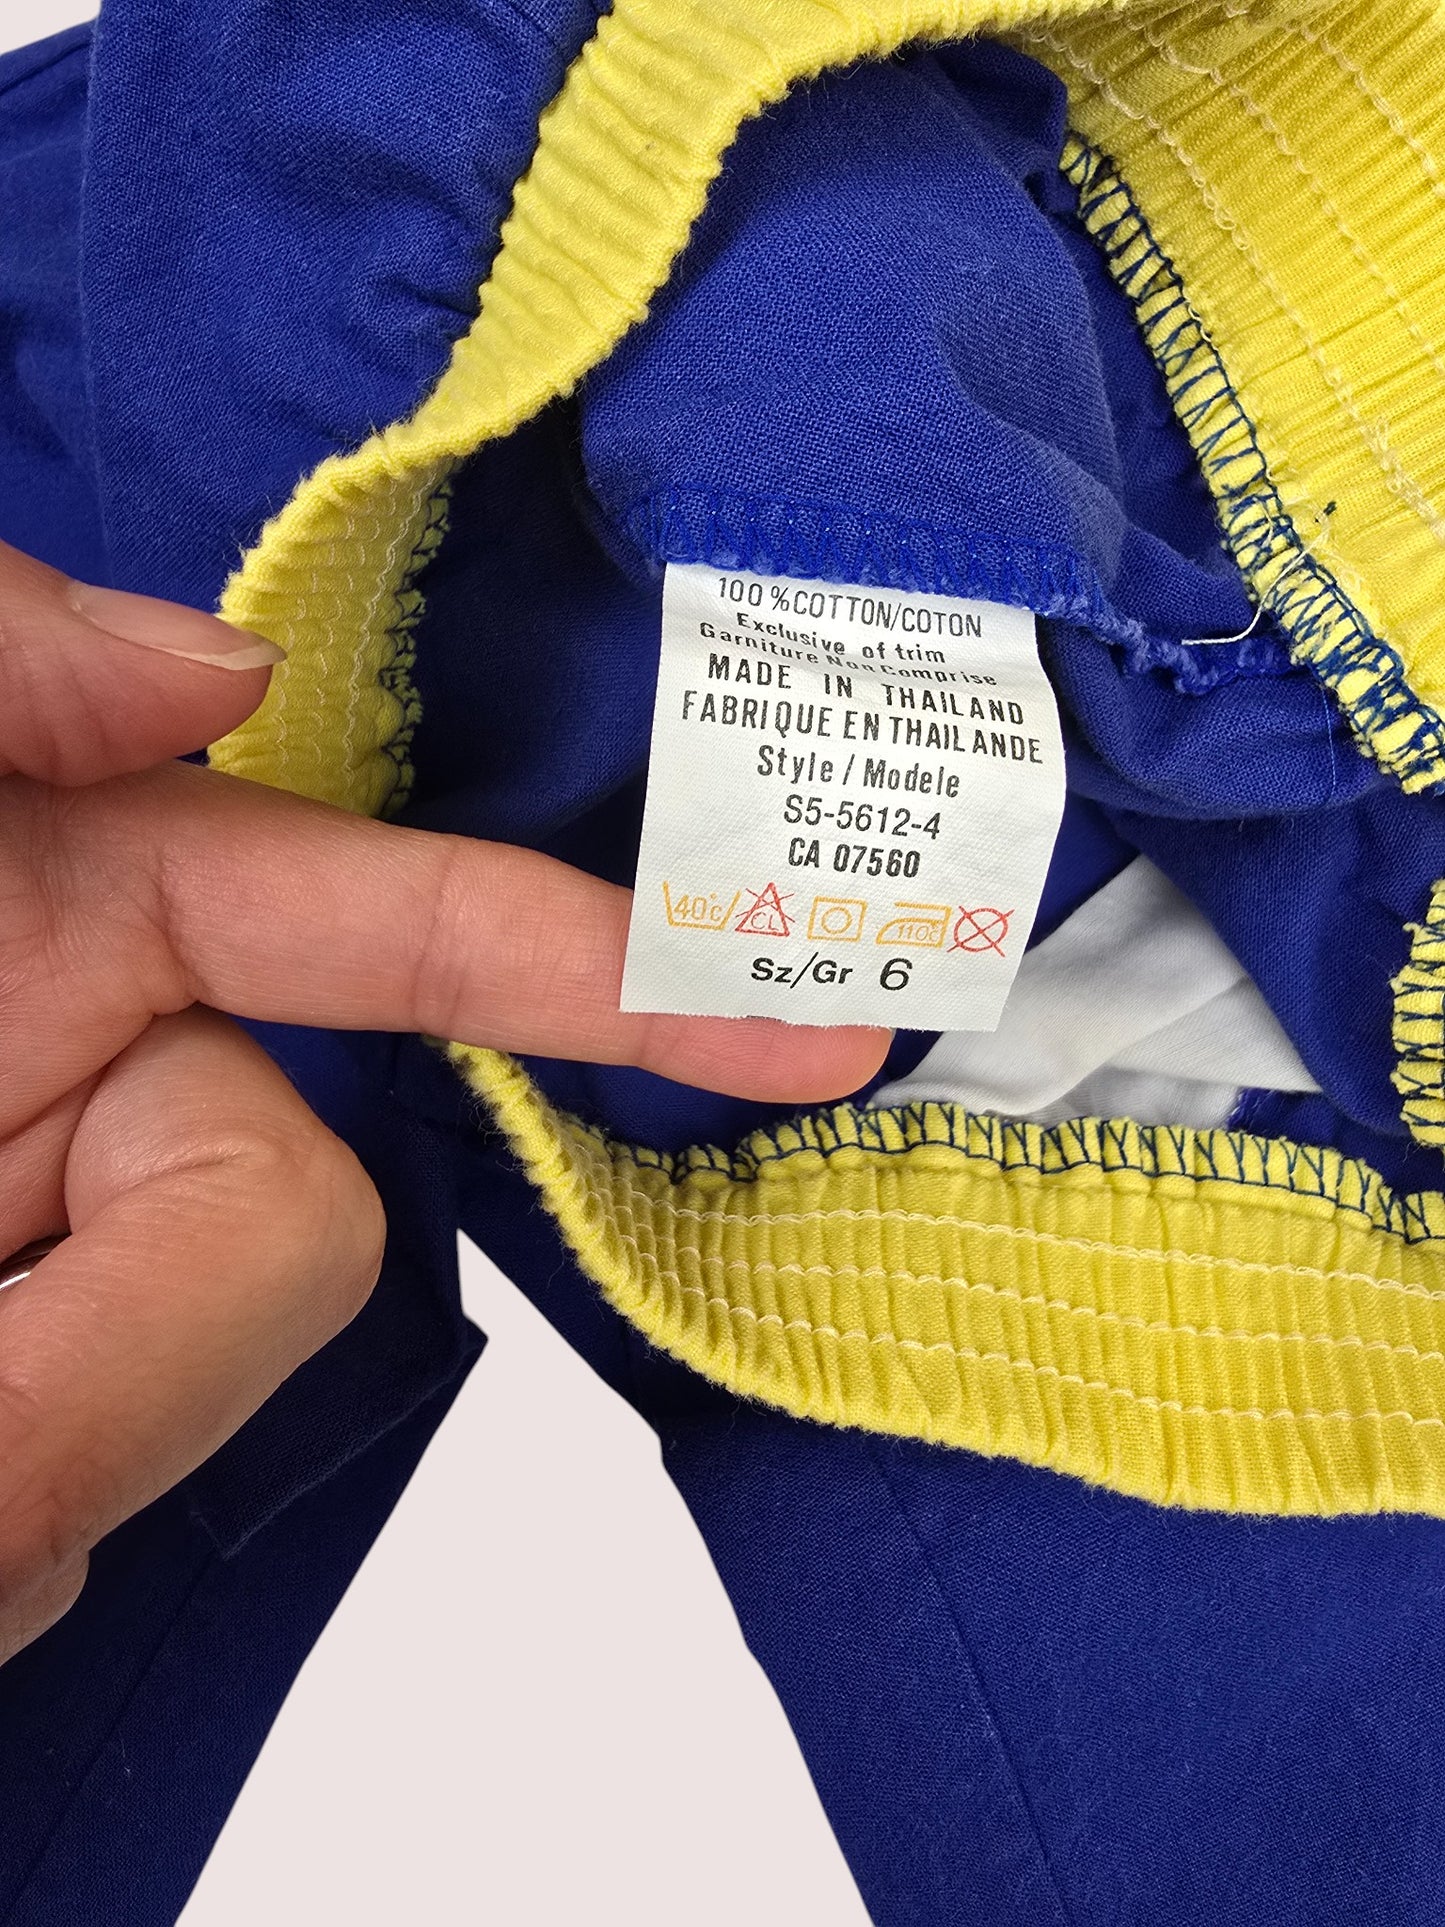 100%COTTON/COTON
Exclusive of trim
Garniture Non Comprise
MADE IN THAILAND
FABRIQUE EN THAILANDE
Style / Modele
S5-5612-4
CA 07560
40°c CL 110c
Sz/Gr 6